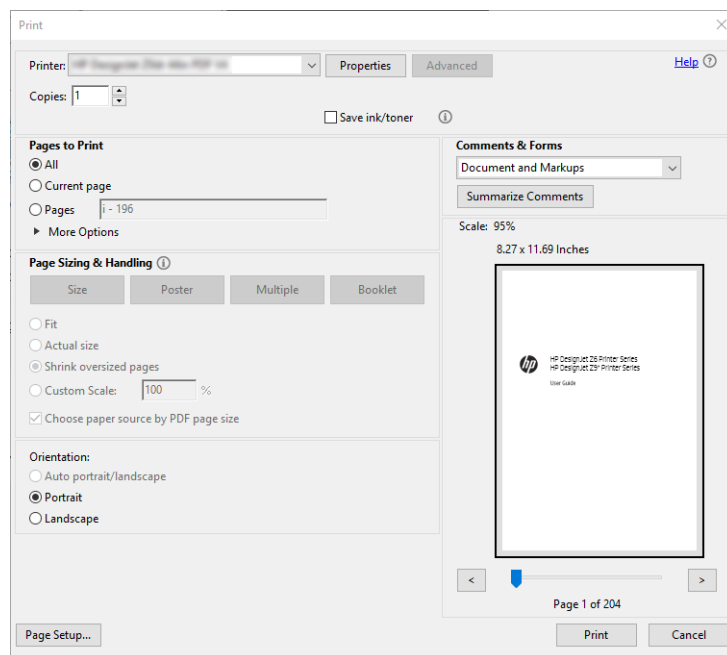 Print
Printer:
Properties
Advanced
Help
Copies: 1
Save ink/toner
Pages to Print
All
Current page
Pages i - 196
More Options
Comments & Forms
Document and Markups
Summarize Comments
Page Sizing & Handling
Size Poster Multiple Booklet
Fit
Actual size
Shrink oversized pages
Custom Scale: 100 %
Choose paper source by PDF page size
Orientation:
Auto portrait/landscape
Portrait
Landscape
Scale: 95%
8.27 x 11.69 Inches
hp
HP DesignJet Z6 Printer Series
HP DesignJet Z9⁺ Printer Series
User Guide
< >
Page 1 of 204
Page Setup...
Print
Cancel